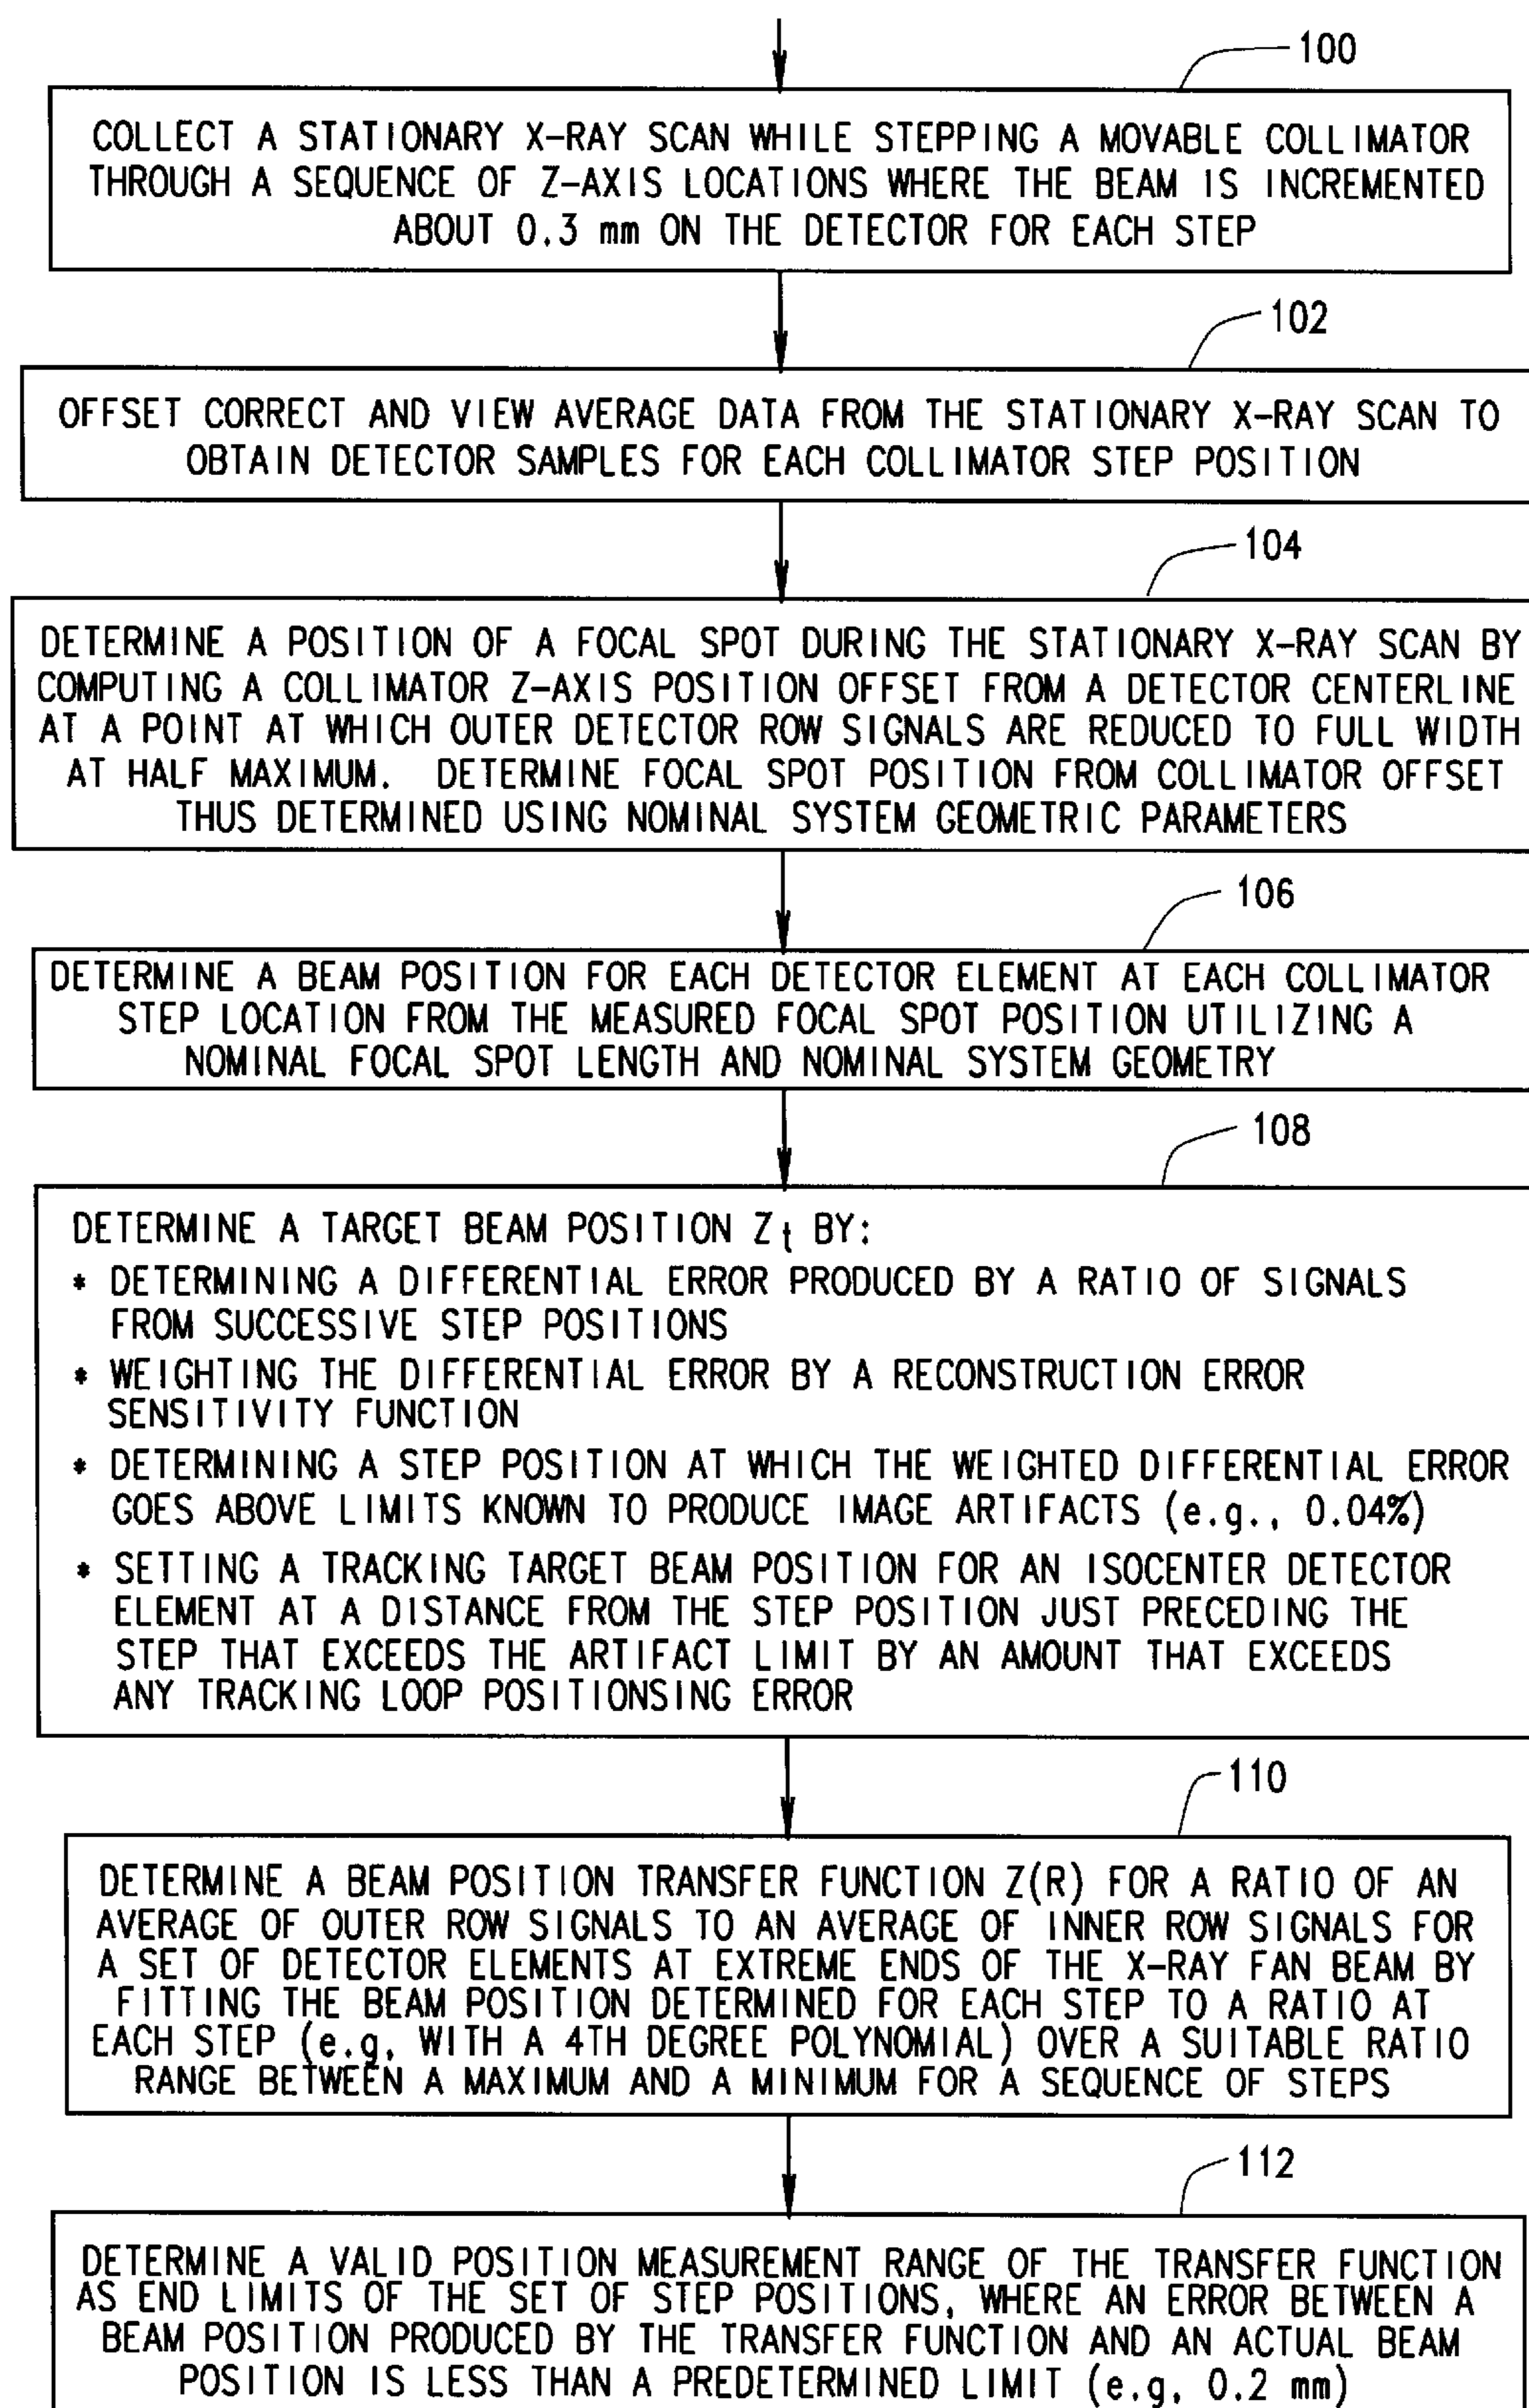 100
COLLECT A STATIONARY X-RAY SCAN WHILE STEPPING A MOVABLE COLLIMATOR
THROUGH A SEQUENCE OF Z-AXIS LOCATIONS WHERE THE BEAM IS INCREMENTED
ABOUT 0.3 mm ON THE DETECTOR FOR EACH STEP
102
OFFSET CORRECT AND VIEW AVERAGE DATA FROM THE STATIONARY X-RAY SCAN TO
OBTAIN DETECTOR SAMPLES FOR EACH COLLIMATOR STEP POSITION
104
DETERMINE A POSITION OF A FOCAL SPOT DURING THE STATIONARY X-RAY SCAN BY
COMPUTING A COLLIMATOR Z-AXIS POSITION OFFSET FROM A DETECTOR CENTERLINE
AT A POINT AT WHICH OUTER DETECTOR ROW SIGNALS ARE REDUCED TO FULL WIDTH
AT HALF MAXIMUM. DETERMINE FOCAL SPOT POSITION FROM COLLIMATOR OFFSET
THUS DETERMINED USING NOMINAL SYSTEM GEOMETRIC PARAMETERS
106
DETERMINE A BEAM POSITION FOR EACH DETECTOR ELEMENT AT EACH COLLIMATOR
STEP LOCATION FROM THE MEASURED FOCAL SPOT POSITION UTILIZING A
NOMINAL FOCAL SPOT LENGTH AND NOMINAL SYSTEM GEOMETRY
108
DETERMINE A TARGET BEAM POSITION Zt BY:
* DETERMINING A DIFFERENTIAL ERROR PRODUCED BY A RATIO OF SIGNALS
FROM SUCCESSIVE STEP POSITIONS
* WEIGHTING THE DIFFERENTIAL ERROR BY A RECONSTRUCTION ERROR
SENSITIVITY FUNCTION
* DETERMINING A STEP POSITION AT WHICH THE WEIGHTED DIFFERENTIAL ERROR
GOES ABOVE LIMITS KNOWN TO PRODUCE IMAGE ARTIFACTS (e.g., 0.04%)
* SETTING A TRACKING TARGET BEAM POSITION FOR AN ISOCENTER DETECTOR
ELEMENT AT A DISTANCE FROM THE STEP POSITION JUST PRECEDING THE
STEP THAT EXCEEDS THE ARTIFACT LIMIT BY AN AMOUNT THAT EXCEEDS
ANY TRACKING LOOP POSITIONSING ERROR
110
DETERMINE A BEAM POSITION TRANSFER FUNCTION Z(R) FOR A RATIO OF AN
AVERAGE OF OUTER ROW SIGNALS TO AN AVERAGE OF INNER ROW SIGNALS FOR
A SET OF DETECTOR ELEMENTS AT EXTREME ENDS OF THE X-RAY FAN BEAM BY
FITTING THE BEAM POSITION DETERMINED FOR EACH STEP TO A RATIO AT
EACH STEP (e.g, WITH A 4TH DEGREE POLYNOMIAL) OVER A SUITABLE RATIO
RANGE BETWEEN A MAXIMUM AND A MINIMUM FOR A SEQUENCE OF STEPS
112
DETERMINE A VALID POSITION MEASUREMENT RANGE OF THE TRANSFER FUNCTION
AS END LIMITS OF THE SET OF STEP POSITIONS, WHERE AN ERROR BETWEEN A
BEAM POSITION PRODUCED BY THE TRANSFER FUNCTION AND AN ACTUAL BEAM
POSITION IS LESS THAN A PREDETERMINED LIMIT (e.g, 0.2 mm)